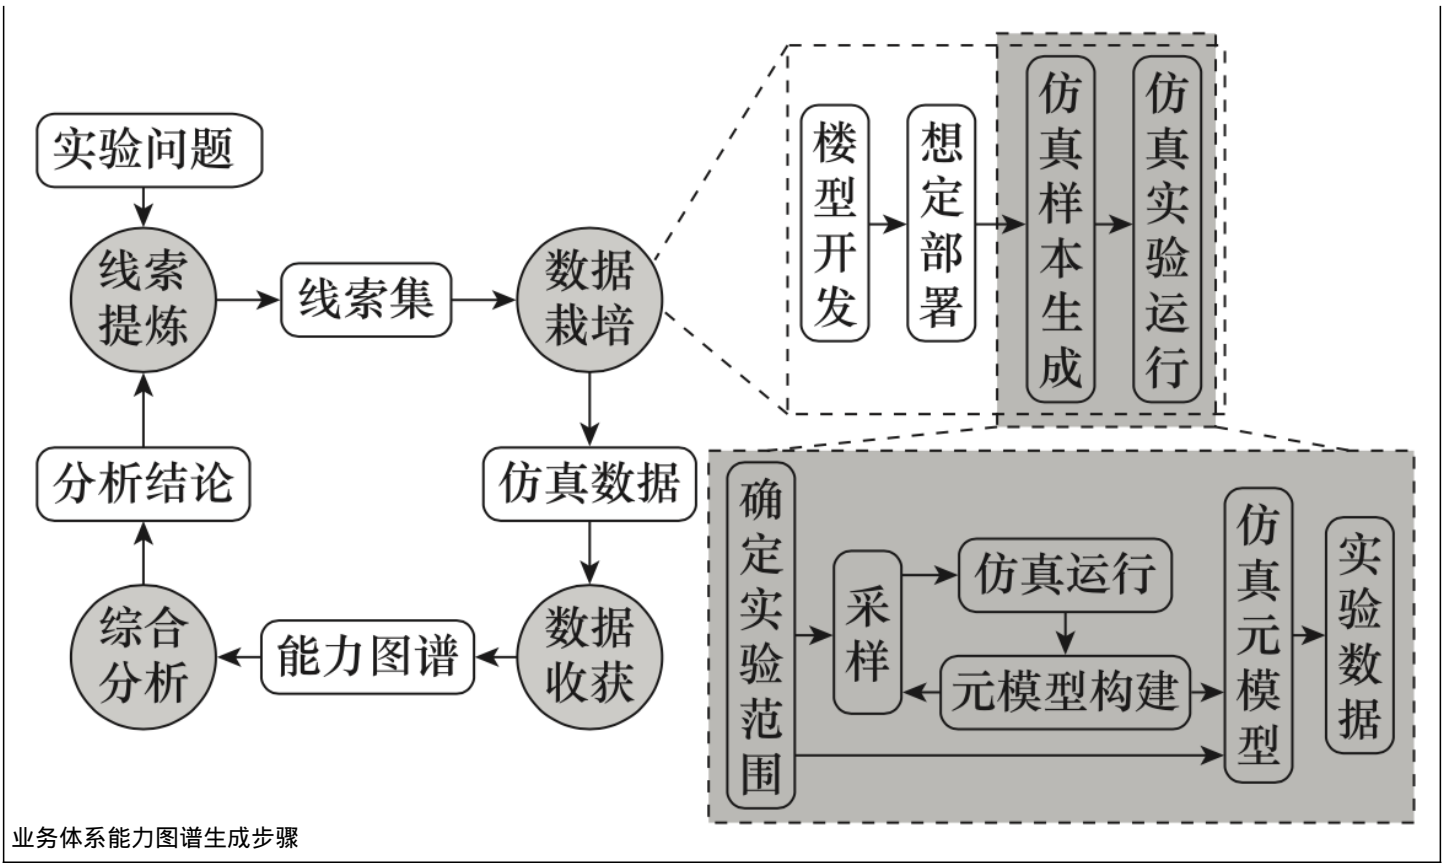 实验问题
线索
提炼
线索集
数据
栽培
楼型开发
想定部署
仿真样本生成
仿真实验运行
分析结论
仿真数据
综合
分析
能力图谱
数据
收获
确定实验范围
采样
仿真运行
元模型构建
仿真元模型
实验数据
业务体系能力图谱生成步骤